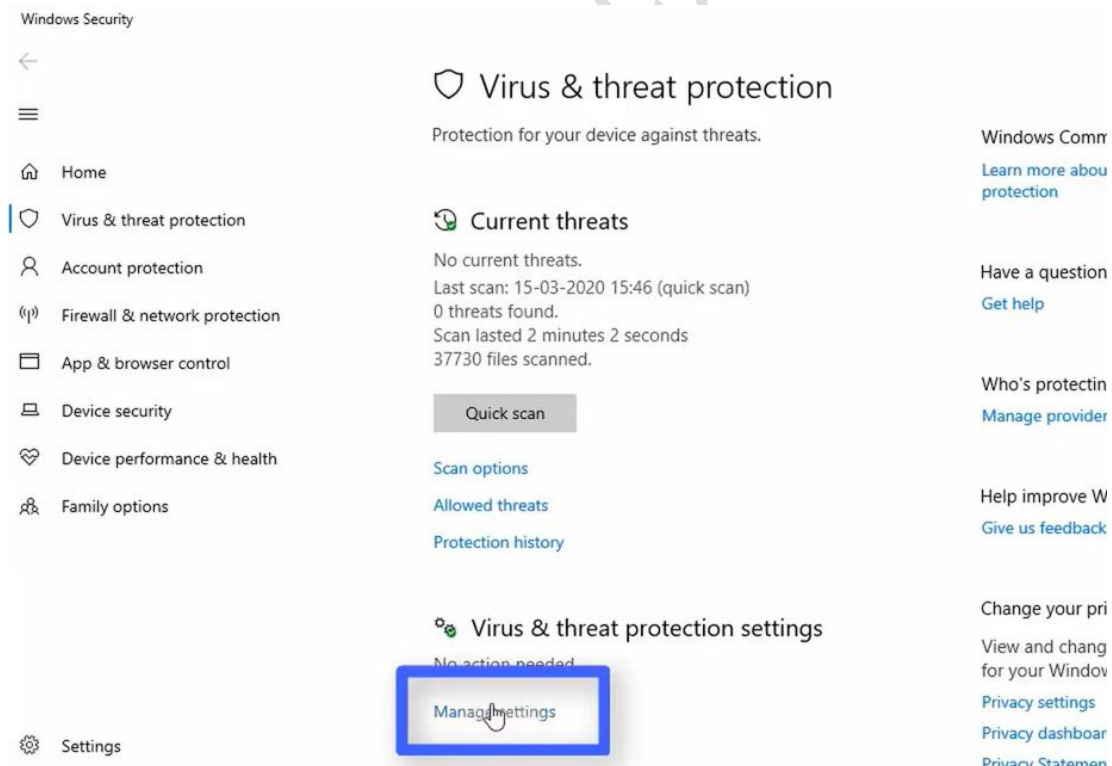 Windows Security
Home
Virus & threat protection
Account protection
Firewall & network protection
App & browser control
Device security
Device performance & health
Family options
Settings
Virus & threat protection
Protection for your device against threats.
Current threats
No current threats.
Last scan: 15-03-2020 15:46 (quick scan)
0 threats found.
Scan lasted 2 minutes 2 seconds
37730 files scanned.
Quick scan
Scan options
Allowed threats
Protection history
Virus & threat protection settings
No action needed
Manage settings
Windows Comm
Learn more abou
protection
Have a question
Get help
Who's protectin
Manage provider
Help improve W
Give us feedback
Change your pri
View and chang
for your Window
Privacy settings
Privacy dashboar
Privacy Statemen